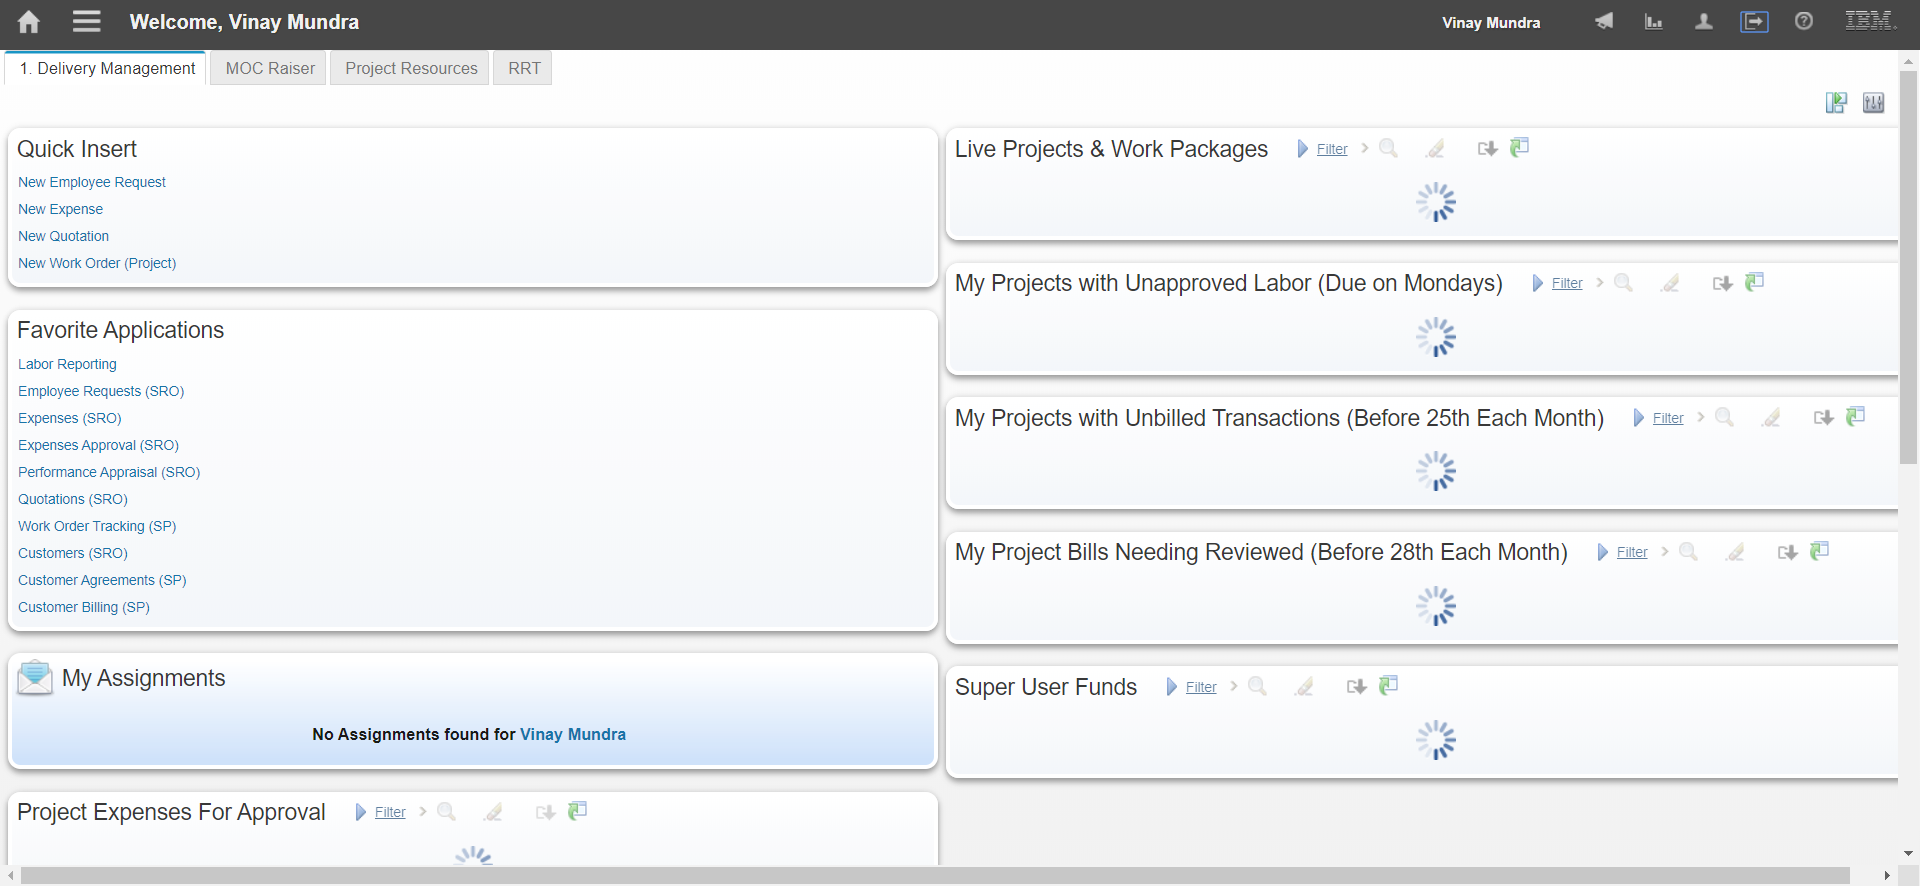 Welcome, Vinay Mundra
Vinay Mundra
IBM.
1. Delivery Management
MOC Raiser
Project Resources
RRT
Quick Insert
New Employee Request
New Expense
New Quotation
New Work Order (Project)
Favorite Applications
Labor Reporting
Employee Requests (SRO)
Expenses (SRO)
Expenses Approval (SRO)
Performance Appraisal (SRO)
Quotations (SRO)
Work Order Tracking (SP)
Customers (SRO)
Customer Agreements (SP)
Customer Billing (SP)
My Assignments
No Assignments found for Vinay Mundra
Project Expenses For Approval Filter
Live Projects & Work Packages Filter
My Projects with Unapproved Labor (Due on Mondays) Filter
My Projects with Unbilled Transactions (Before 25th Each Month) Filter
My Project Bills Needing Reviewed (Before 28th Each Month) Filter
Super User Funds Filter